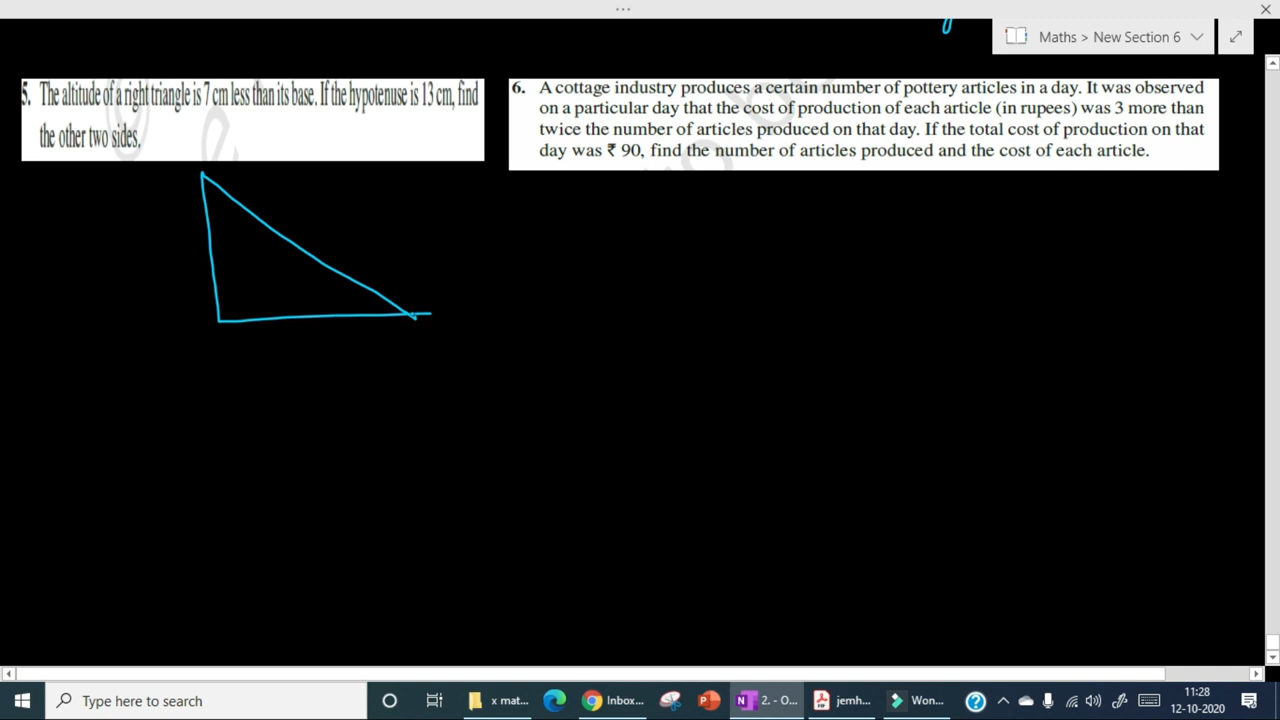 Maths > New Section 6
5. The altitude of a right triangle is 7 cm less than its base. If the hypotenuse is 13 cm, find
the other two sides.
6. A cottage industry produces a certain number of pottery articles in a day. It was observed
on a particular day that the cost of production of each article (in rupees) was 3 more than
twice the number of articles produced on that day. If the total cost of production on that
day was ₹ 90, find the number of articles produced and the cost of each article.
Type here to search
x mat...
Inbox...
2. - O...
jemh...
Won...
11:28
12-10-2020